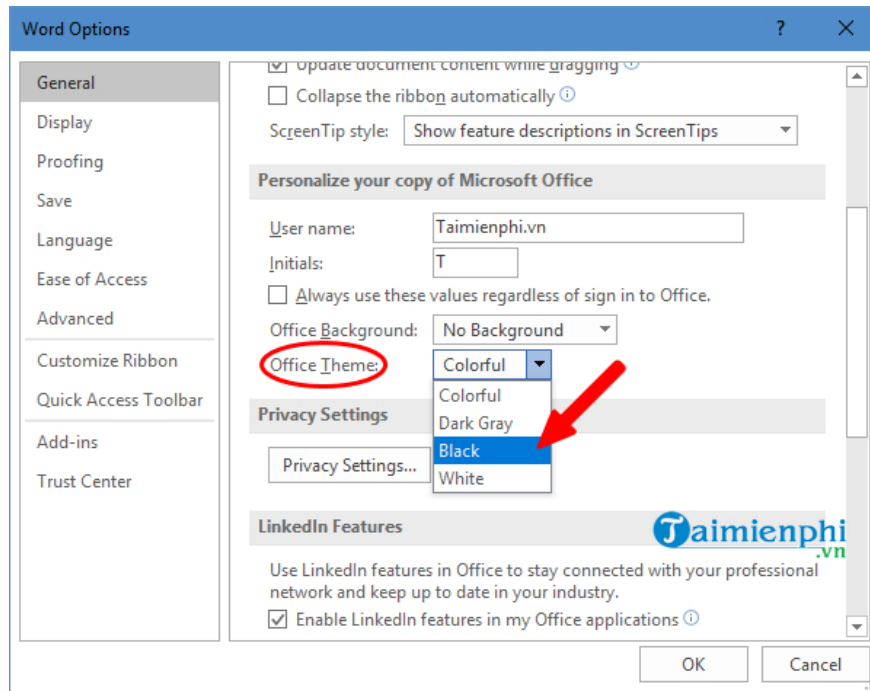 Word Options
?
General
Display
Proofing
Save
Language
Ease of Access
Advanced
Customize Ribbon
Quick Access Toolbar
Add-ins
Trust Center
Update document content while dragging
Collapse the ribbon automatically
ScreenTip style: Show feature descriptions in ScreenTips
Personalize your copy of Microsoft Office
User name: Taimienphi.vn
Initials: T
Always use these values regardless of sign in to Office.
Office Background: No Background
Office Theme: Colorful
Colorful
Dark Gray
Black
White
Privacy Settings
Privacy Settings...
LinkedIn Features
Taimienphi
.vn
Use LinkedIn features in Office to stay connected with your professional
network and keep up to date in your industry.
Enable LinkedIn features in my Office applications
OK Cancel